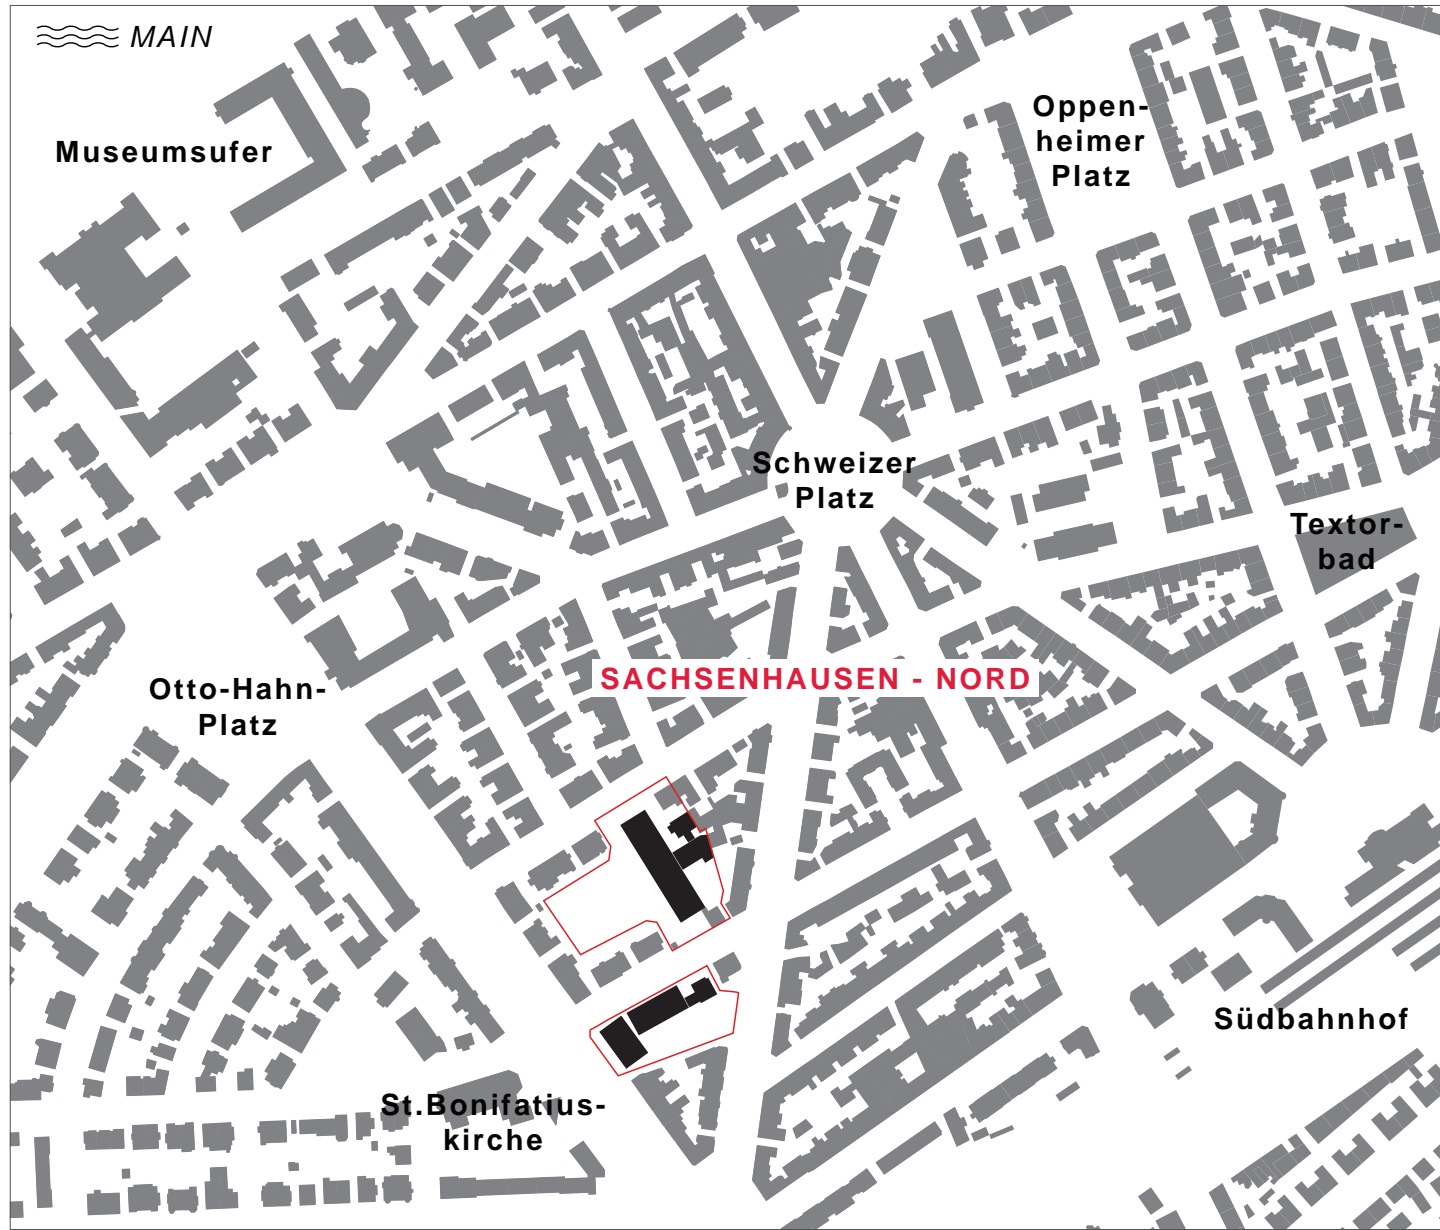 MAIN
Museumsufer
Oppen-
heimer
Platz
Schweizer
Platz
Textor-
bad
SACHSENHAUSEN - NORD
Otto-Hahn-
Platz
Südbahnhof
St.Bonifatius-
kirche